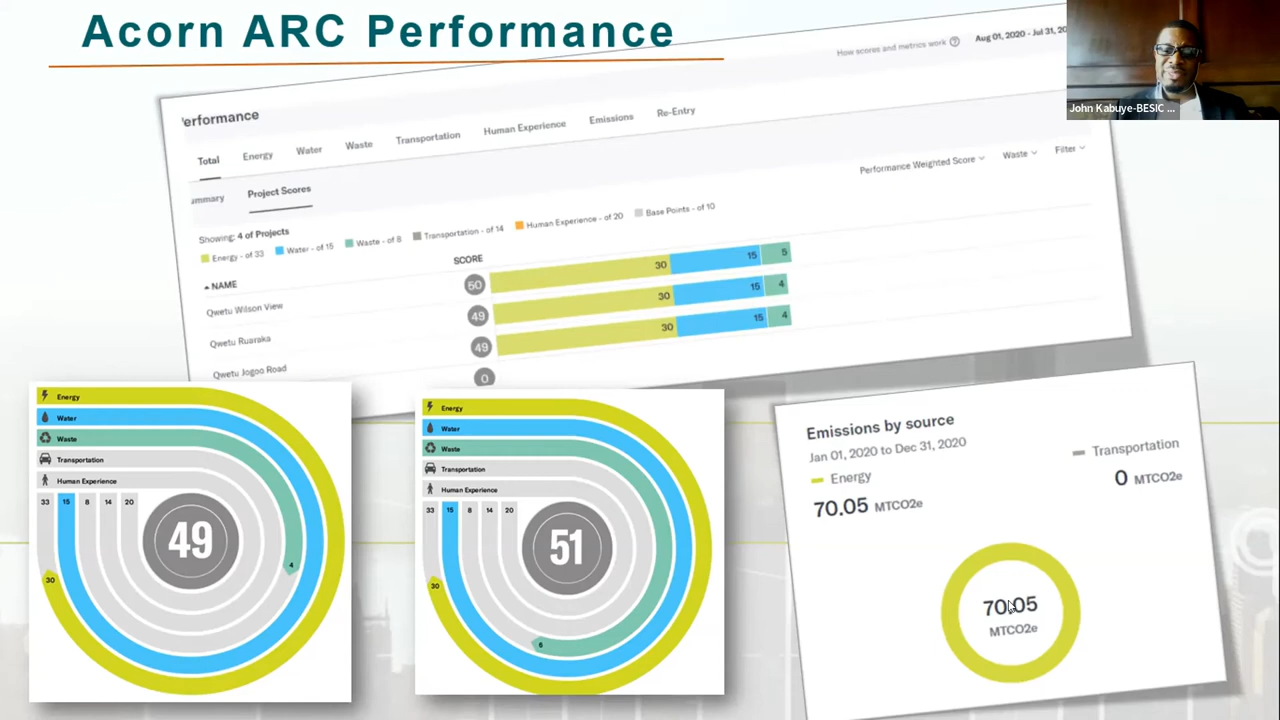 Acorn ARC Performance
How scores and metrics work ? Aug 01, 2020 - Jul 31, 20
John Kabuye-BESIC ...
erformance
Total Energy Water Waste Transportation Human Experience Emissions Re-Entry
ummary Project Scores
Performance Weighted Score Waste Filter
Showing: 4 of Projects
Energy - of 33 Water - of 15 Waste - of 8 Transportation - of 14 Human Experience - of 20 Base Points - of 10
NAME SCORE
Qwetu Wilson View 50 30 15 5
Qwetu Ruaraka 49 30 15 4
Qwetu Jogoo Road 49 30 15 4
0
Energy
Water
Waste
Transportation
Human Experience
33 15 8 14 20
49
4
30
Energy
Water
Waste
Transportation
Human Experience
33 15 8 14 20
51
30
6
Emissions by source
Jan 01, 2020 to Dec 31, 2020
Energy
70.05 MTCO2e
Transportation
0 MTCO2e
70.05
MTCO2e